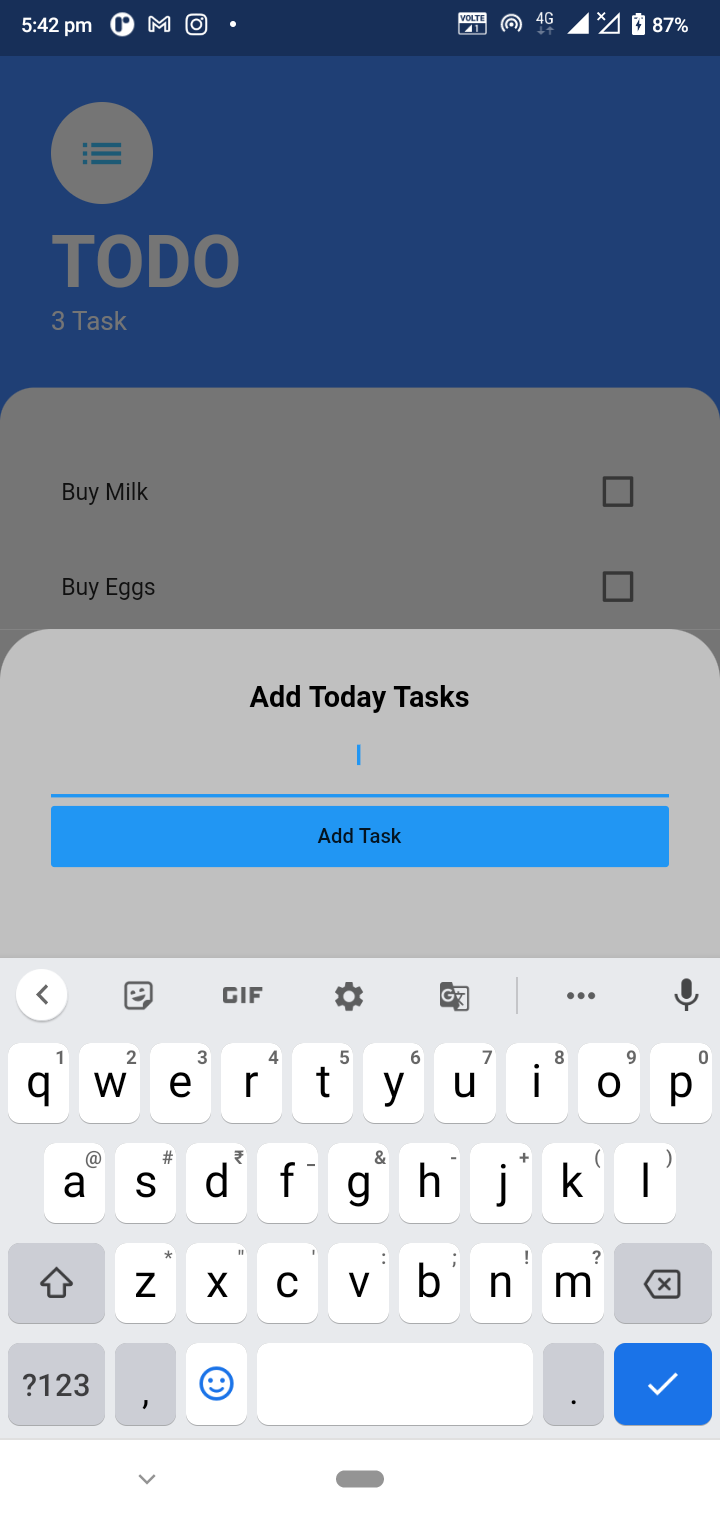 5:42 pm VOLTE 1 4G 87%
TODO
3 Task
Buy Milk
Buy Eggs
Add Today Tasks
Add Task
GIF G
q 1 w 2 e 3 r 4 t 5 y 6 u 7 i 8 o 9 p 0
a @ s # d ₹ f _ g & h - j + k ( l )
z * x " c ' v : b ; n ! m ?
?123 , .